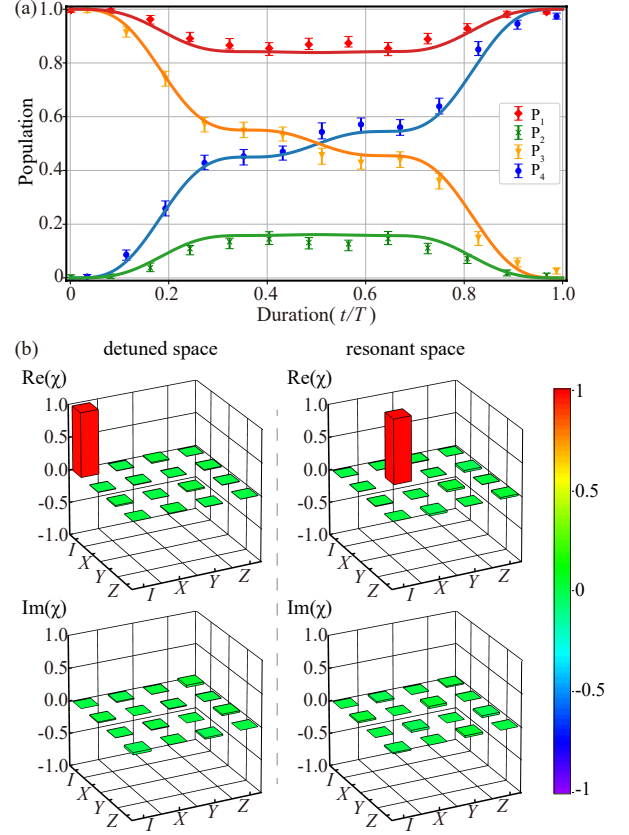 (a)
Population
1.0
0.8
0.6
0.4
0.2
0.0
P1
P2
P3
P4
0.0 0.2 0.4 0.6 0.8 1.0
Duration( t/T )
(b)
detuned space resonant space
Re(χ) Re(χ)
1.0 1.0 1
0.5 0.5 0.5
0.0 0.0 0
-0.5 -0.5 -0.5
-1.0 -1.0 -1
I X Y Z I X Y Z
I X Y Z I X Y Z
Im(χ) Im(χ)
1.0 1.0
0.5 0.5
0.0 0.0
-0.5 -0.5
-1.0 -1.0
I X Y Z I X Y Z
I X Y Z I X Y Z